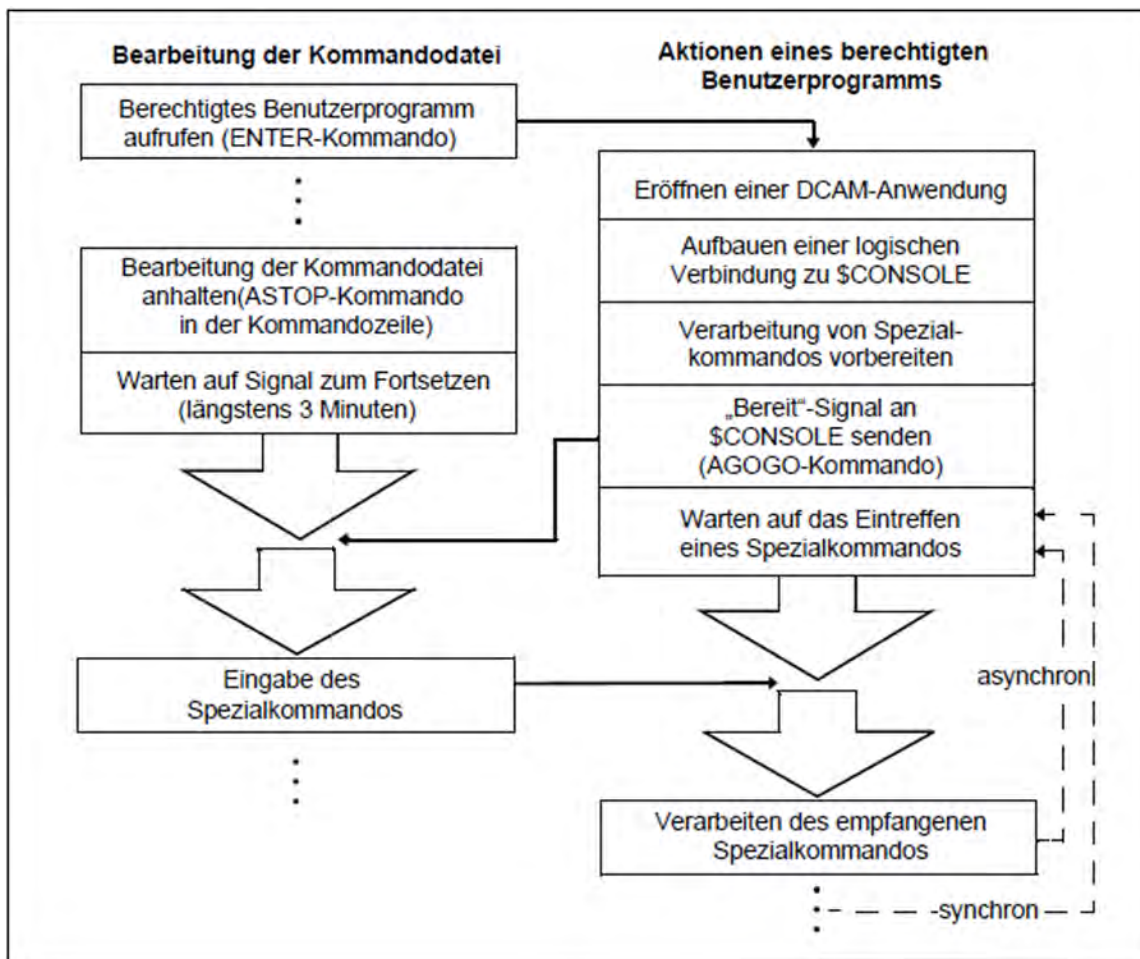 Bearbeitung der Kommandodatei
Berechtigtes Benutzerprogramm
aufrufen (ENTER-Kommando)
Bearbeitung der Kommandodatei
anhalten(ASTOP-Kommando
in der Kommandozeile)
Warten auf Signal zum Fortsetzen
(längstens 3 Minuten)
Eingabe des
Spezialkommandos
Aktionen eines berechtigten
Benutzerprogramms
Eröffnen einer DCAM-Anwendung
Aufbauen einer logischen
Verbindung zu $CONSOLE
Verarbeitung von Spezial-
kommandos vorbereiten
„Bereit“-Signal an
$CONSOLE senden
(AGOGO-Kommando)
Warten auf das Eintreffen
eines Spezialkommandos
asynchron
Verarbeiten des empfangenen
Spezialkommandos
synchron